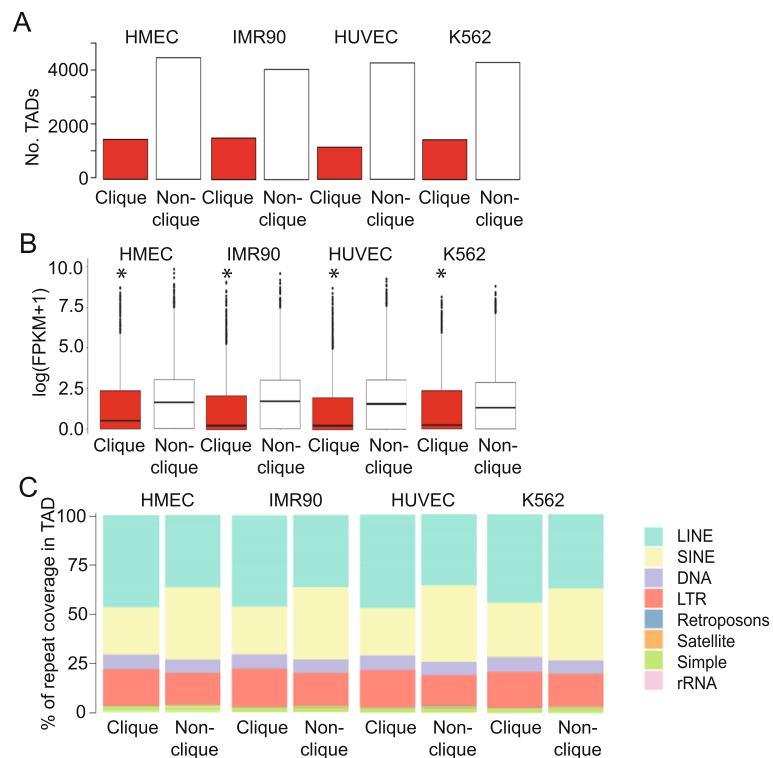 A
HMEC IMR90 HUVEC K562
No. TADs
4000
2000
0
Clique Non-clique Clique Non-clique Clique Non-clique Clique Non-clique
B
HMEC IMR90 HUVEC K562
log(FPKM+1)
10.0
7.5
5.0
2.5
0.0
* * * *
Clique Non-clique Clique Non-clique Clique Non-clique Clique Non-clique
C
HMEC IMR90 HUVEC K562
% of repeat coverage in TAD
100
75
50
25
0
Clique Non-clique Clique Non-clique Clique Non-clique Clique Non-clique
LINE
SINE
DNA
LTR
Retroposons
Satellite
Simple
rRNA